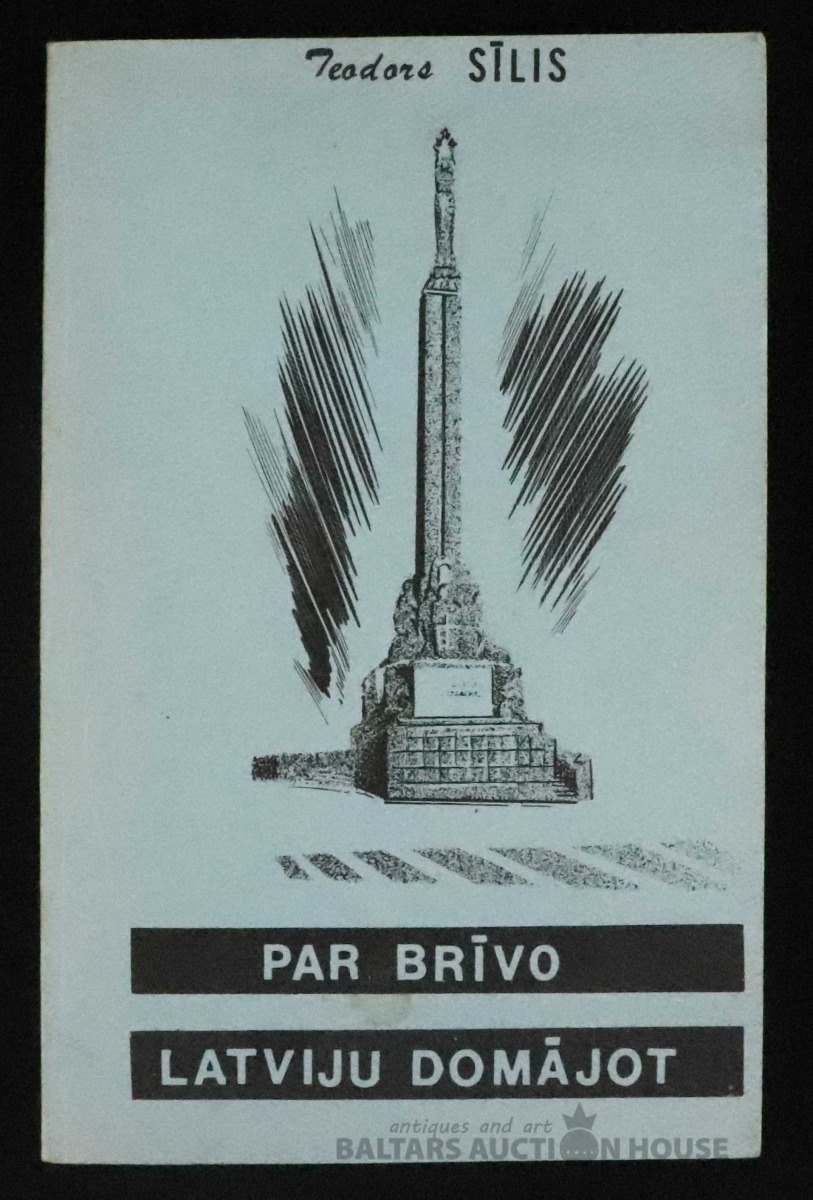 Teodors SĪLIS
PAR BRĪVO
LATVIJU DOMĀJOT
antiques and art
BALTARS AUCTION HOUSE